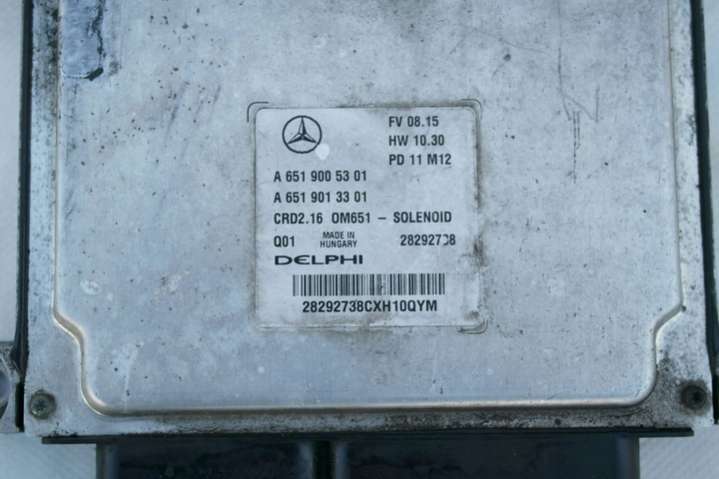 FV 08.15
HW 10.30
PD 11 M12
A 651 900 53 01
A 651 901 33 01
CRD2.16 OM651 - SOLENOID
Q01 MADE IN HUNGARY 28292738
DELPHI
28292738CXH10QYM